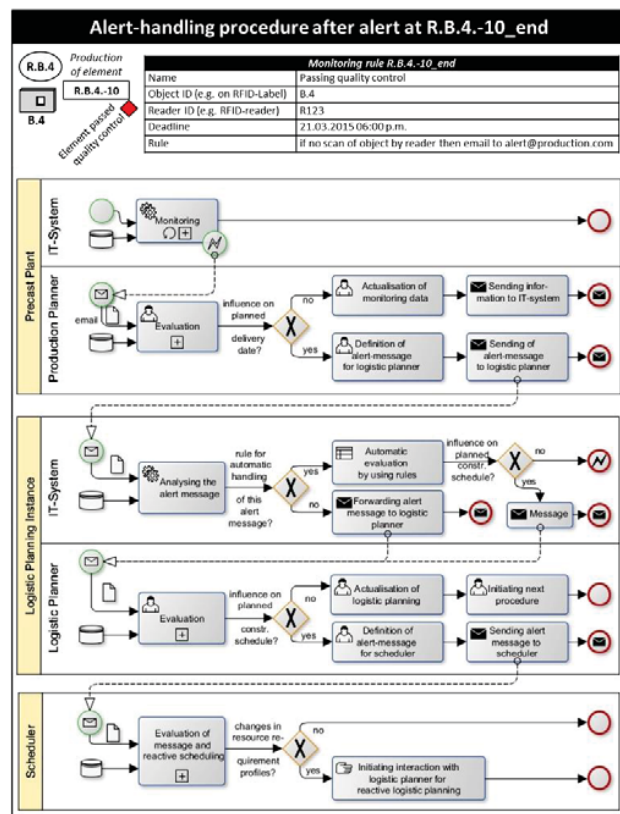 Alert-handling procedure after alert at R.B.4.-10_end
R.B.4
Production
of element
R.B.4.-10
B.4
Element passed
quality control
Monitoring rule R.B.4.-10_end
Name Passing quality control
Object ID (e.g. on RFID-Label) B.4
Reader ID (e.g. RFID-reader) R123
Deadline 21.03.2015 06:00 p.m.
Rule if no scan of object by reader then email to alert@production.com
Precast Plant
IT-System
Monitoring
Production Planner
email
Evaluation
influence on
planned
delivery
date?
X
no
Actualisation of
monitoring data
Sending infor-
mation to IT-system
yes
Definition of
alert-message
for logistic planner
Sending of
alert-message
to logistic planner
Logistic Planning Instance
IT-System
Analysing the
alert message
rule for
automatic
handling
of this
alert
message?
X
yes
Automatic
evaluation
by using rules
influence on
planned
constr.
schedule?
X
no
yes
Message
no
Forwarding alert
message to logistic
planner
Logistic Planner
Evaluation
influence on
planned
constr.
schedule?
X
no
Actualisation of
logistic planning
Initiating next
procedure
yes
Definition of
alert-message
for scheduler
Sending alert
message to
scheduler
Scheduler
Evaluation of
message and
reactive scheduling
changes in
resource re-
quirement
profiles?
X
no
yes
Initiating interaction with
logistic planner for
reactive logistic planning